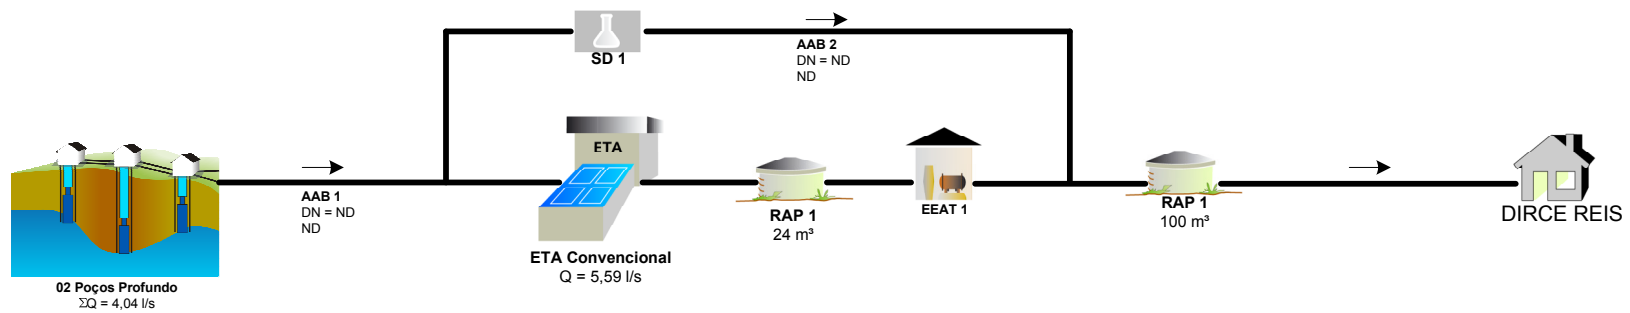 SD 1
AAB 2
DN = ND
ND
ETA
AAB 1
DN = ND
ND
RAP 1
24 m³
EEAT 1
RAP 1
100 m³
DIRCE REIS
ETA Convencional
Q = 5,59 l/s
02 Poços Profundo
ΣQ = 4,04 l/s